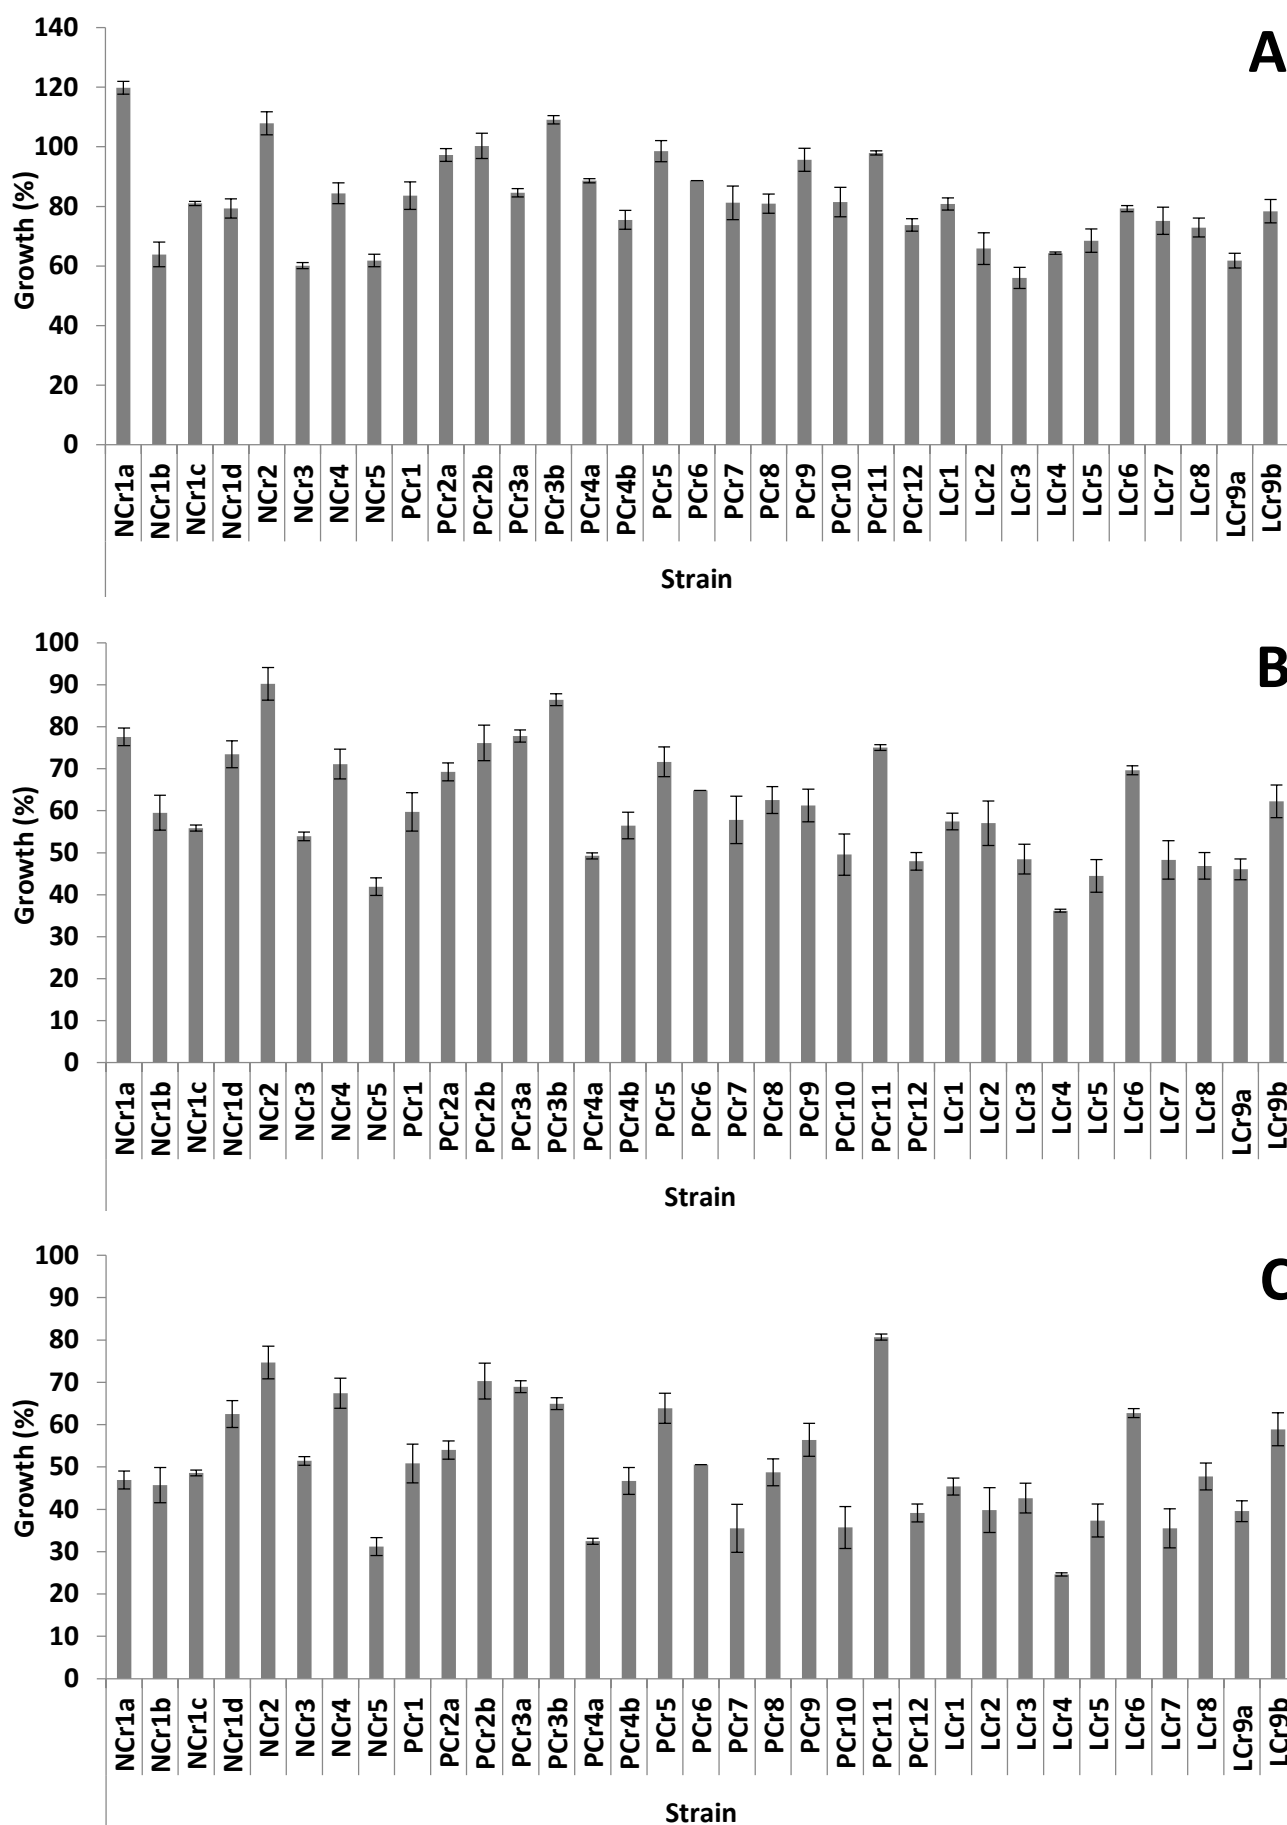 A
Growth (%)
140
120
100
80
60
40
20
0
NCr1a NCr1b NCr1c NCr1d NCr2 NCr3 NCr4 NCr5 PCr1 PCr2a PCr2b PCr3a PCr3b PCr4a PCr4b PCr5 PCr6 PCr7 PCr8 PCr9 PCr10 PCr11 PCr12 LCr1 LCr2 LCr3 LCr4 LCr5 LCr6 LCr7 LCr8 LCr9a LCr9b
Strain
B
Growth (%)
100
90
80
70
60
50
40
30
20
10
0
NCr1a NCr1b NCr1c NCr1d NCr2 NCr3 NCr4 NCr5 PCr1 PCr2a PCr2b PCr3a PCr3b PCr4a PCr4b PCr5 PCr6 PCr7 PCr8 PCr9 PCr10 PCr11 PCr12 LCr1 LCr2 LCr3 LCr4 LCr5 LCr6 LCr7 LCr8 LCr9a LCr9b
Strain
C
Growth (%)
100
90
80
70
60
50
40
30
20
10
0
NCr1a NCr1b NCr1c NCr1d NCr2 NCr3 NCr4 NCr5 PCr1 PCr2a PCr2b PCr3a PCr3b PCr4a PCr4b PCr5 PCr6 PCr7 PCr8 PCr9 PCr10 PCr11 PCr12 LCr1 LCr2 LCr3 LCr4 LCr5 LCr6 LCr7 LCr8 LCr9a LCr9b
Strain